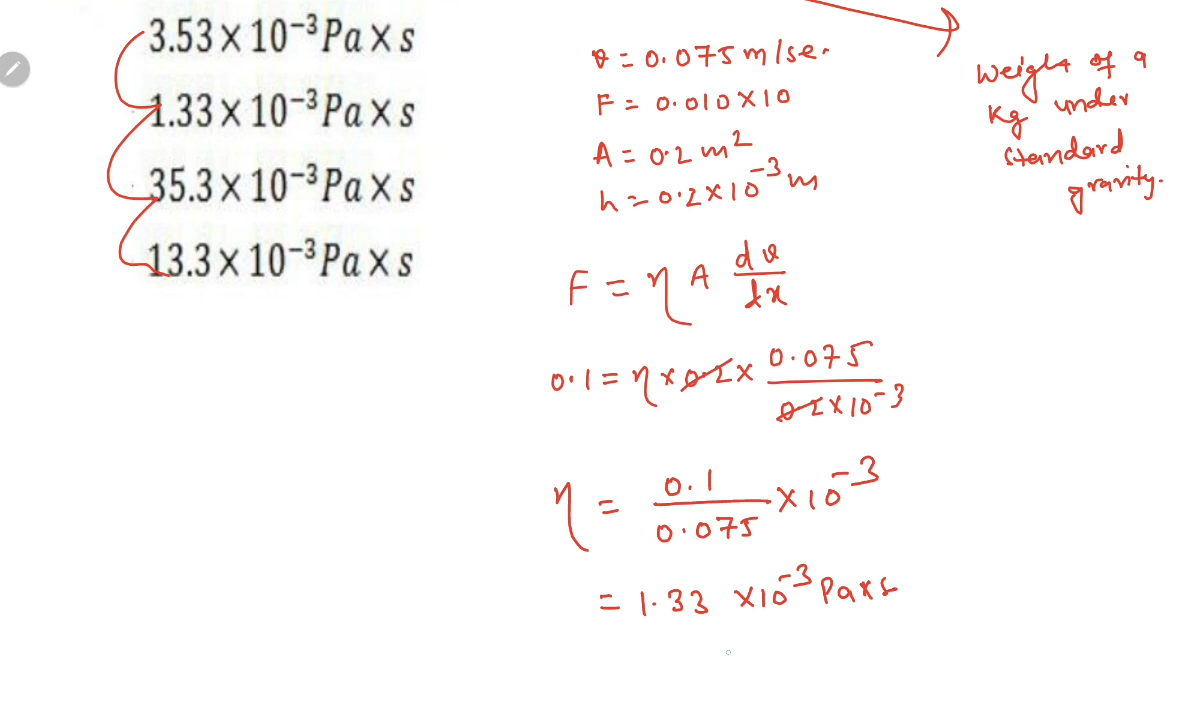 3.53 × 10⁻³ Pa × s
1.33 × 10⁻³ Pa × s
35.3 × 10⁻³ Pa × s
13.3 × 10⁻³ Pa × s
v = 0.075 m/sec
F = 0.010 × 10
A = 0.2 m²
h = 0.2 × 10⁻³ m
Weight of a
Kg under
standard
gravity.
F = η A dv/dx
0.1 = η × 0.2 × 0.075 / 0.2 × 10⁻³
η = 0.1 / 0.075 × 10⁻³
= 1.33 × 10⁻³ Pa × s